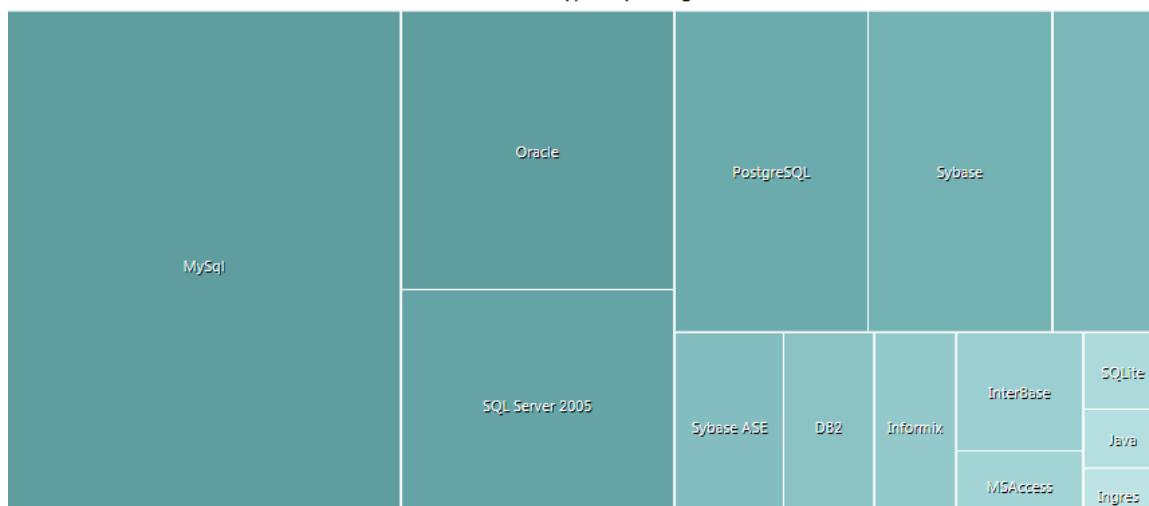 MySql
Oracle
SQL Server 2005
PostgreSQL
Sybase
Sybase ASE
DB2
Informix
InterBase
MSAccess
SQLite
Java
Ingres